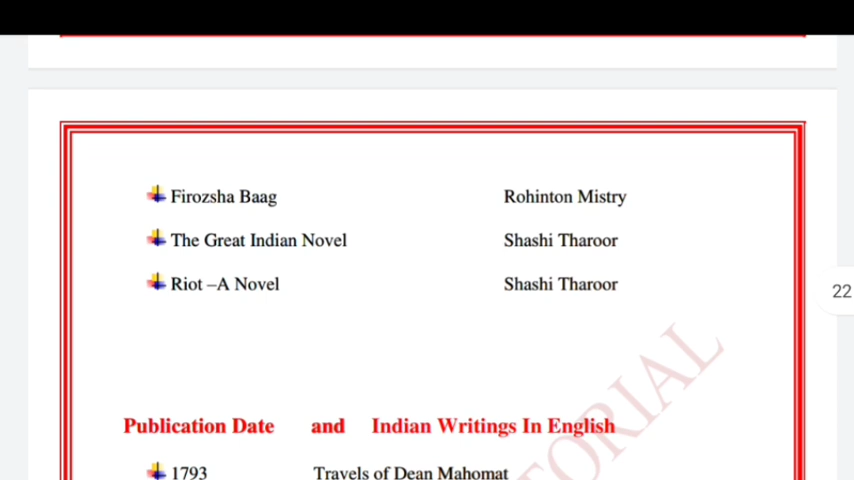 Firozsha Baag Rohinton Mistry
The Great Indian Novel Shashi Tharoor
Riot –A Novel Shashi Tharoor
22
Publication Date and Indian Writings In English
1793 Travels of Dean Mahomat
TORIAL